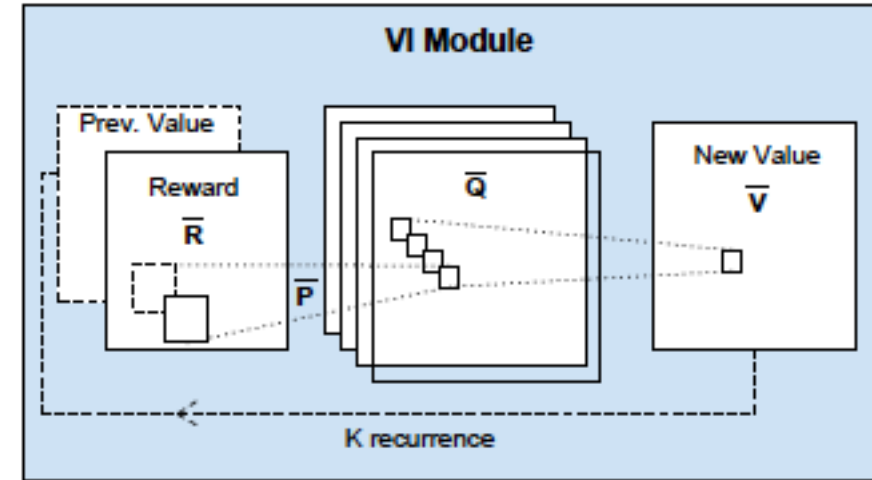 VI Module
Prev. Value
Reward
R̅
P̅
Q̅
New Value
V̅
K recurrence